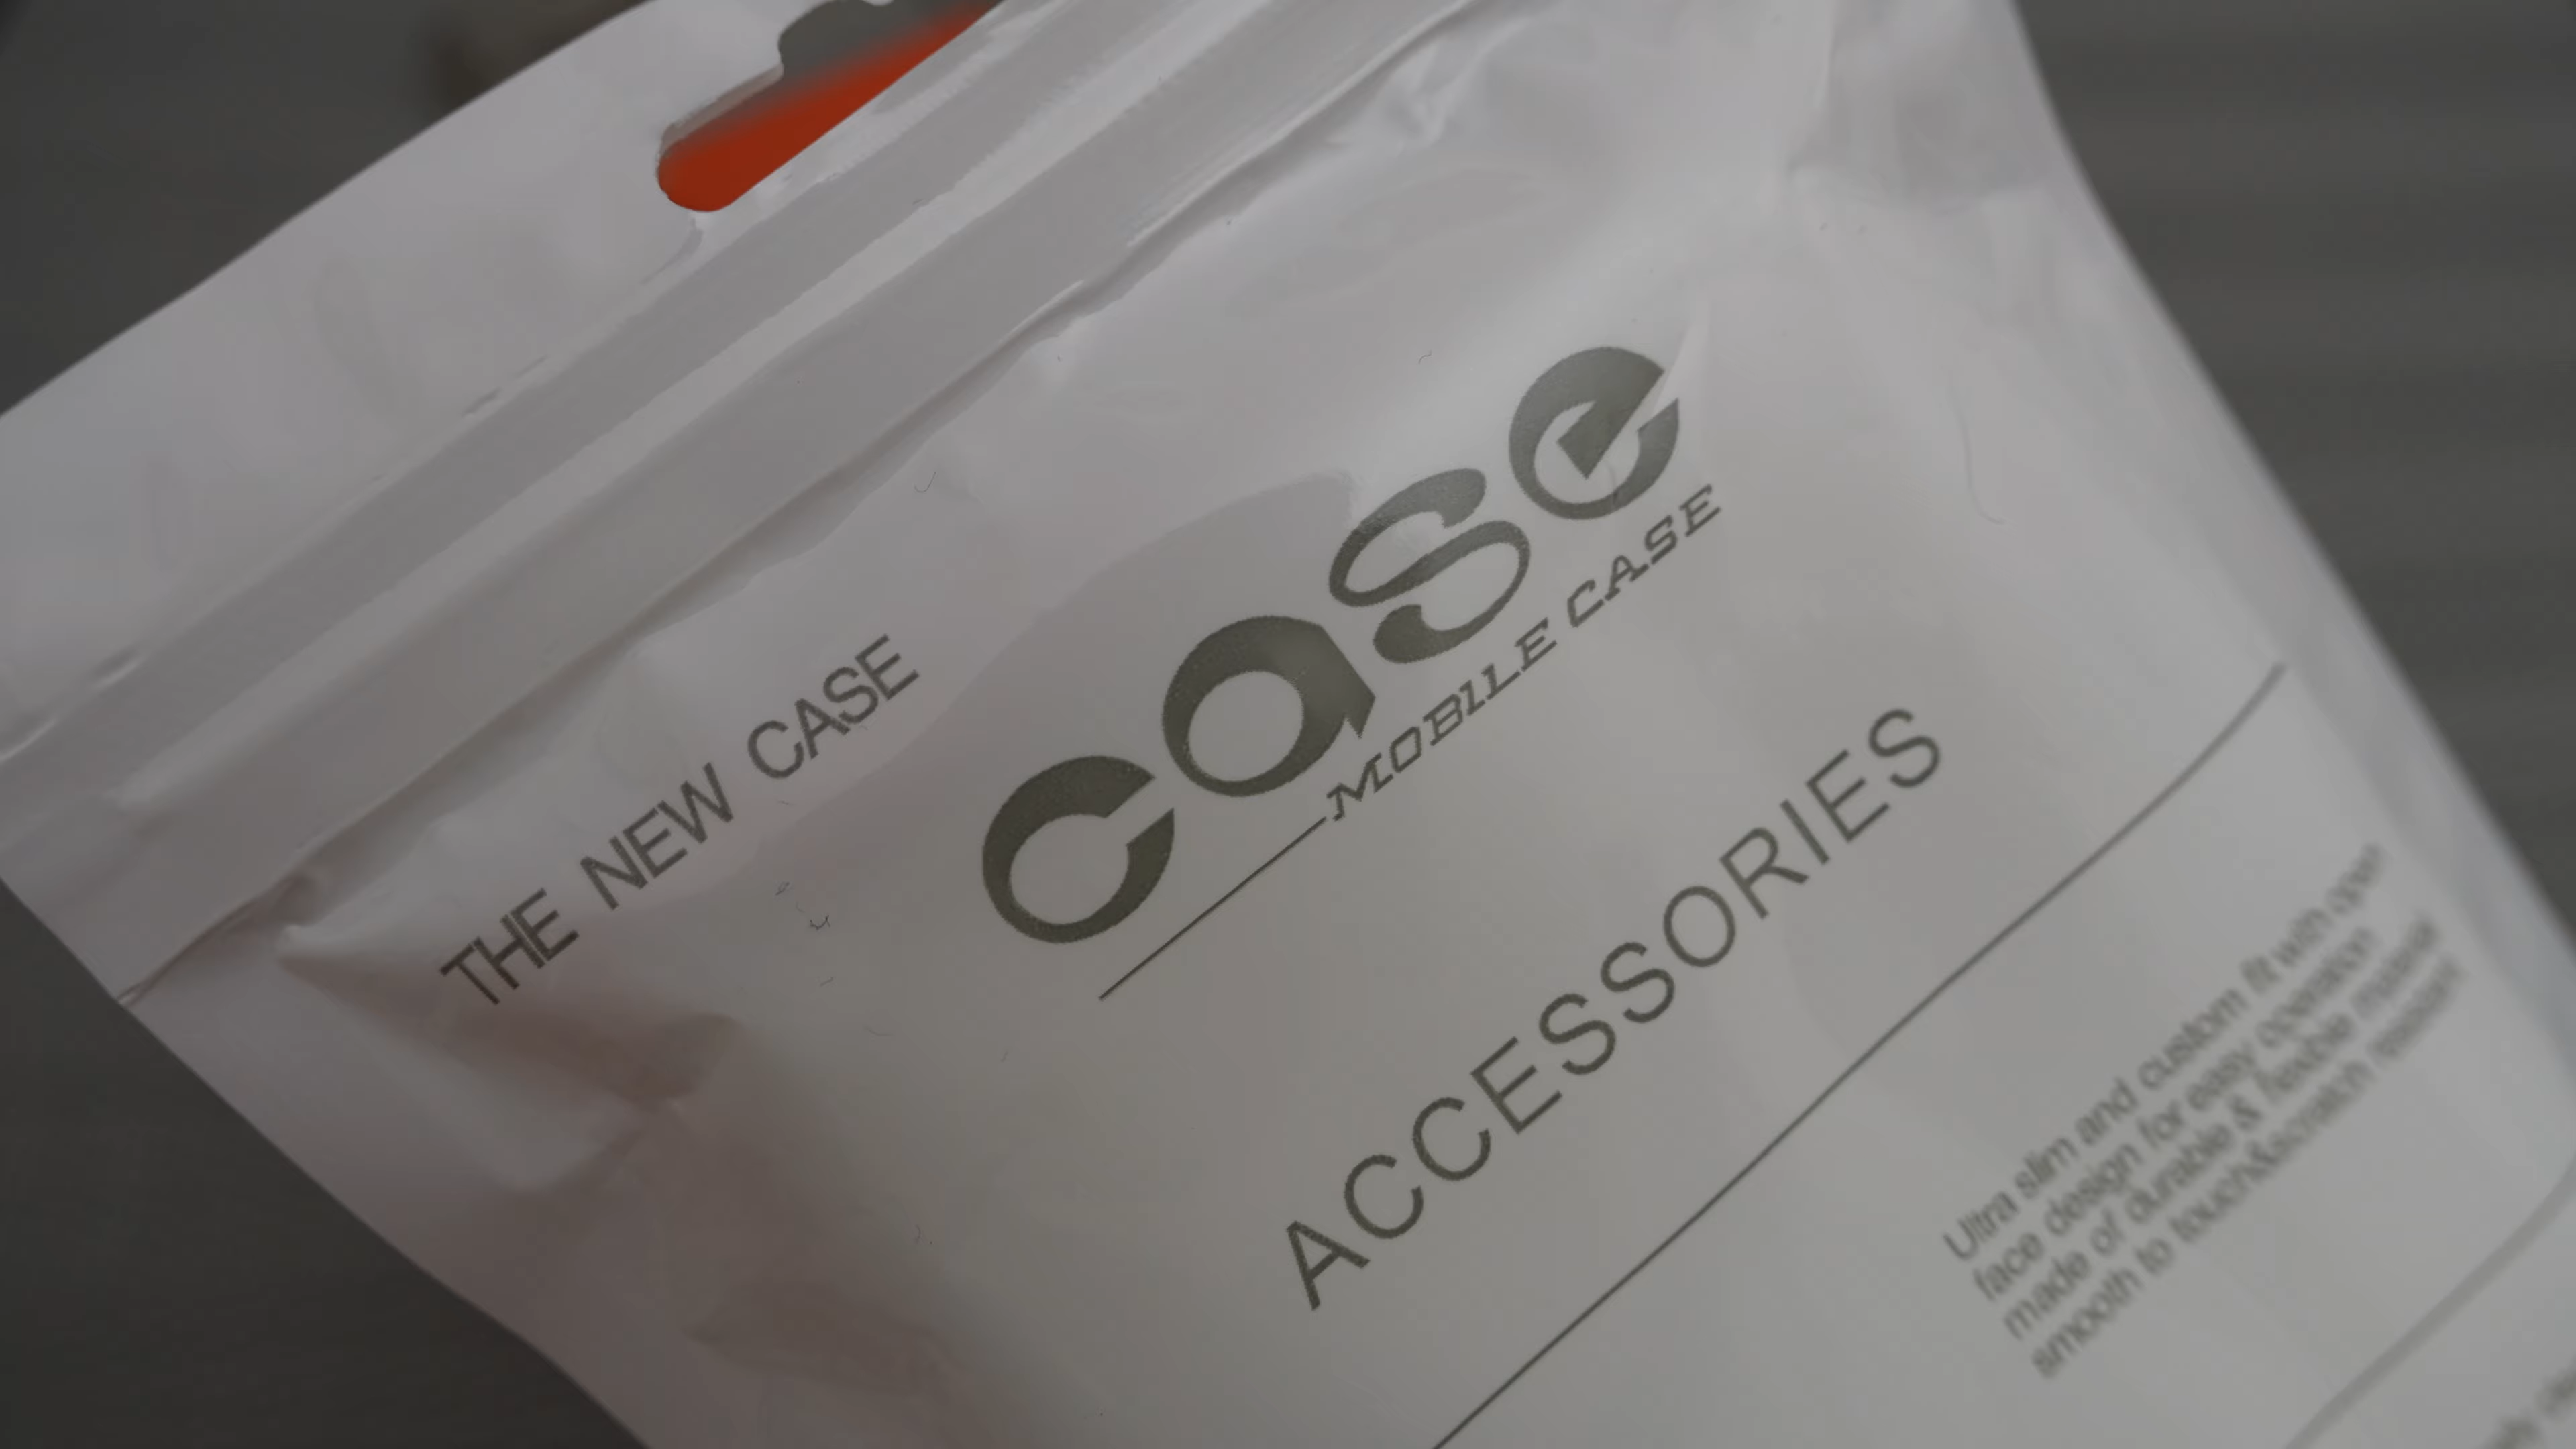 THE NEW CASE
case
MOBILE CASE
ACCESSORIES
Ultra slim and custom fit with open
face design for easy operation
made of durable & flexible material
smooth to touch&scratch resistant